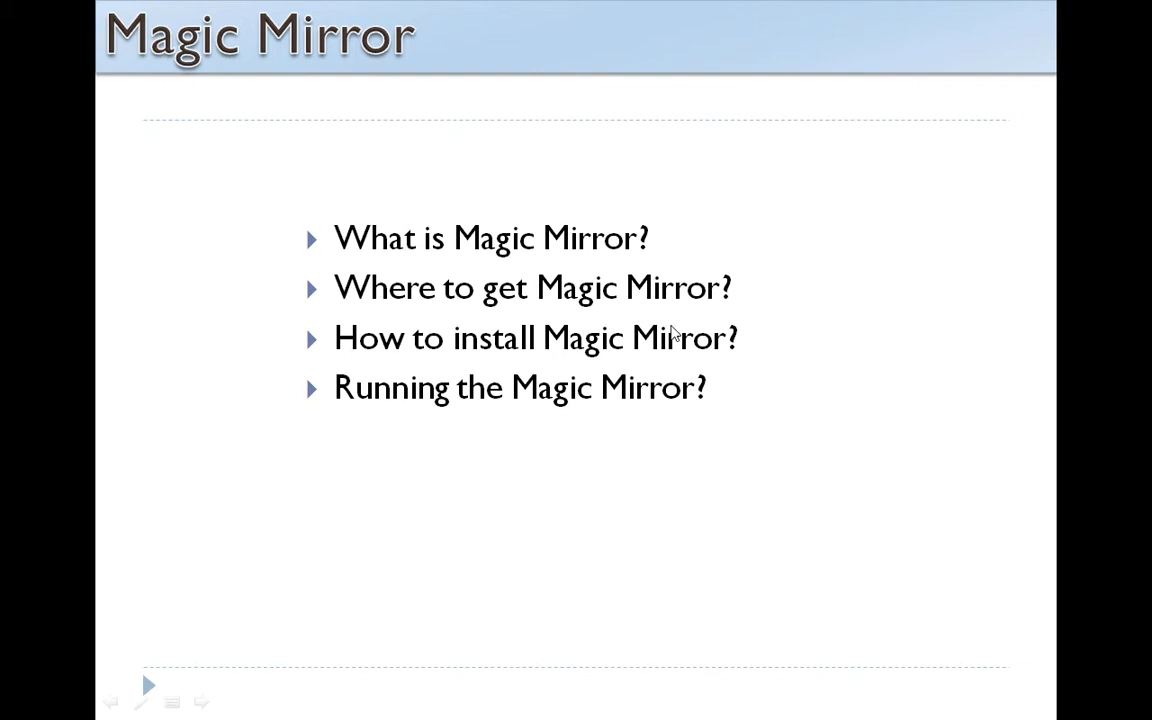 Magic Mirror
What is Magic Mirror?
Where to get Magic Mirror?
How to install Magic Mirror?
Running the Magic Mirror?